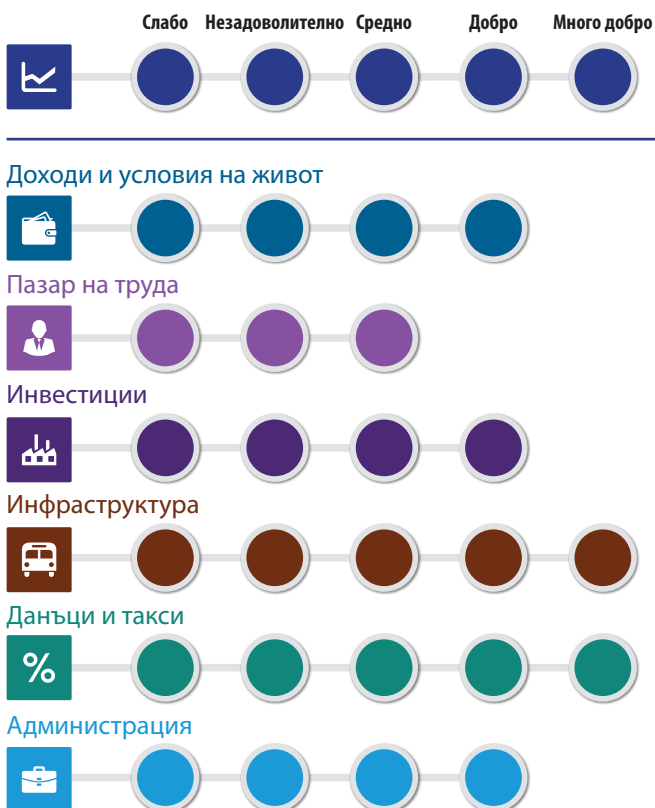 Слабо Незадоволително Средно Добро Много добро
Доходи и условия на живот
Пазар на труда
Инвестиции
Инфраструктура
Данъци и такси
%
Администрация